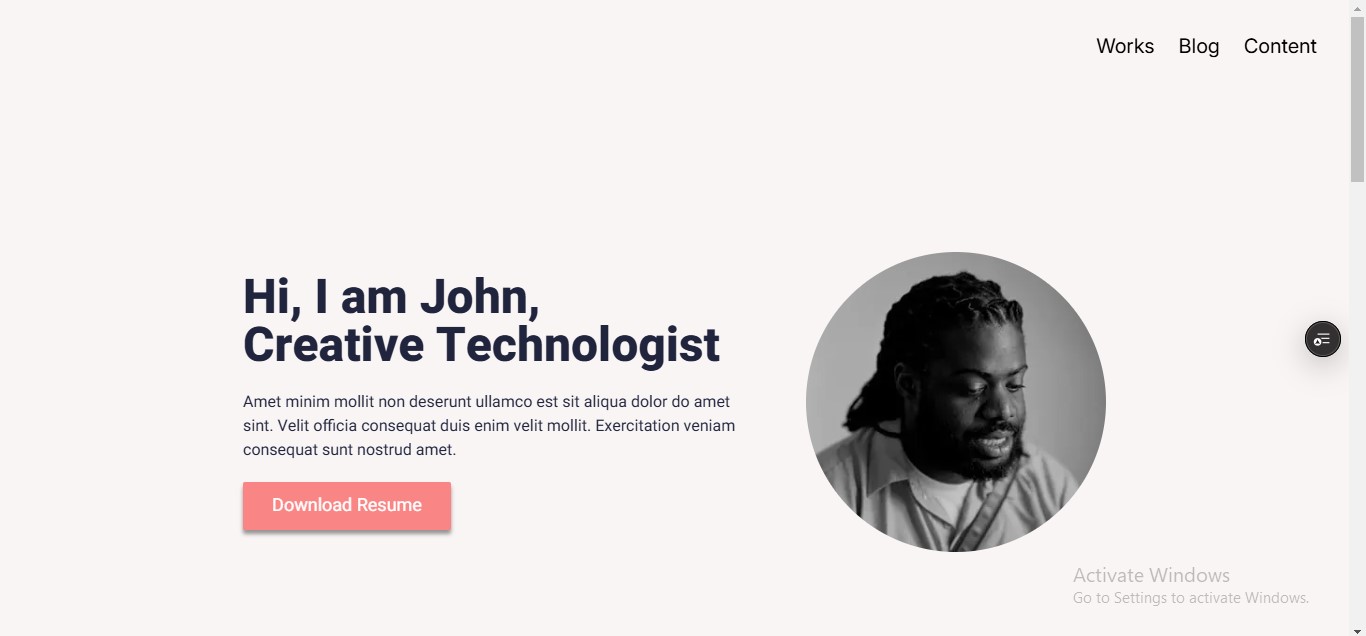 Works Blog Content
Hi, I am John,
Creative Technologist
Amet minim mollit non deserunt ullamco est sit aliqua dolor do amet
sint. Velit officia consequat duis enim velit mollit. Exercitation veniam
consequat sunt nostrud amet.
Download Resume
Activate Windows
Go to Settings to activate Windows.